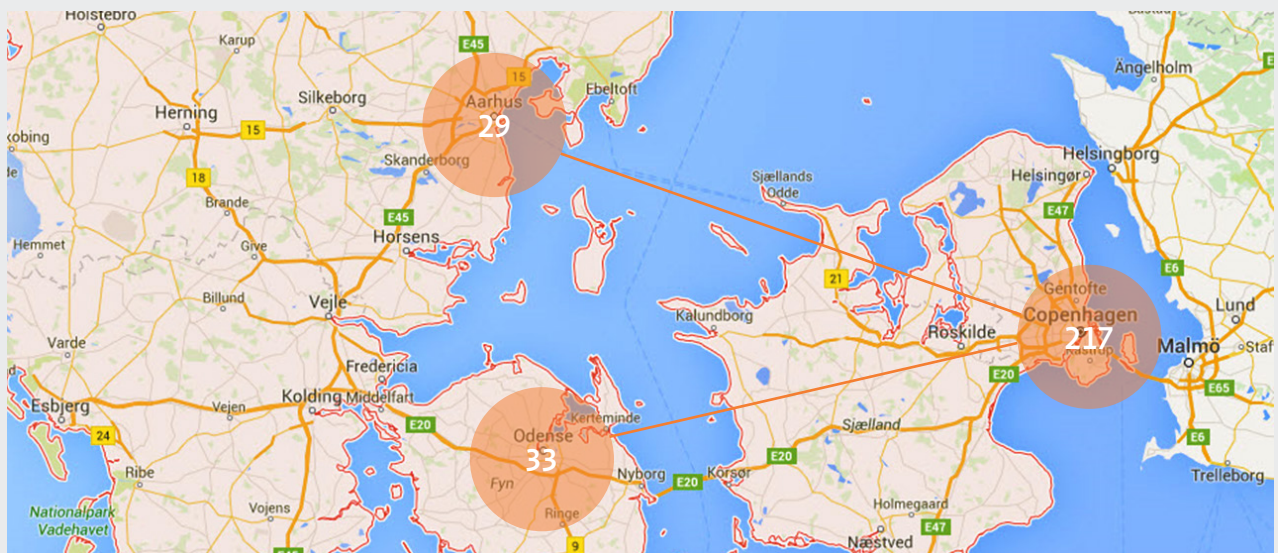 Holstebro
Karup
E45
15
Ängelholm
Aarhus
29
Ebeltoft
Silkeborg
Herning
15
Skanderborg
Helsingborg
Helsingør
18
Sjællands
Odde
Brande
E45
E47
Horsens
Hemmet
Give
E6
21
Gentofte
Billund
Vejle
Kalundborg
Copenhagen
217
Roskilde
Lund
Varde
Kastrup
Malmö
Staf
Fredericia
E20
E65
Kolding
Middelfart
Esbjerg
Vejen
E20
Kerteminde
Sjælland
24
Odense
33
E20
E6
Ribe
Fyn
Nyborg
E20
Korsør
Trelleborg
Nationalpark
Vadehavet
Vojens
Ringe
Holmegaard
E47
9
Næstved